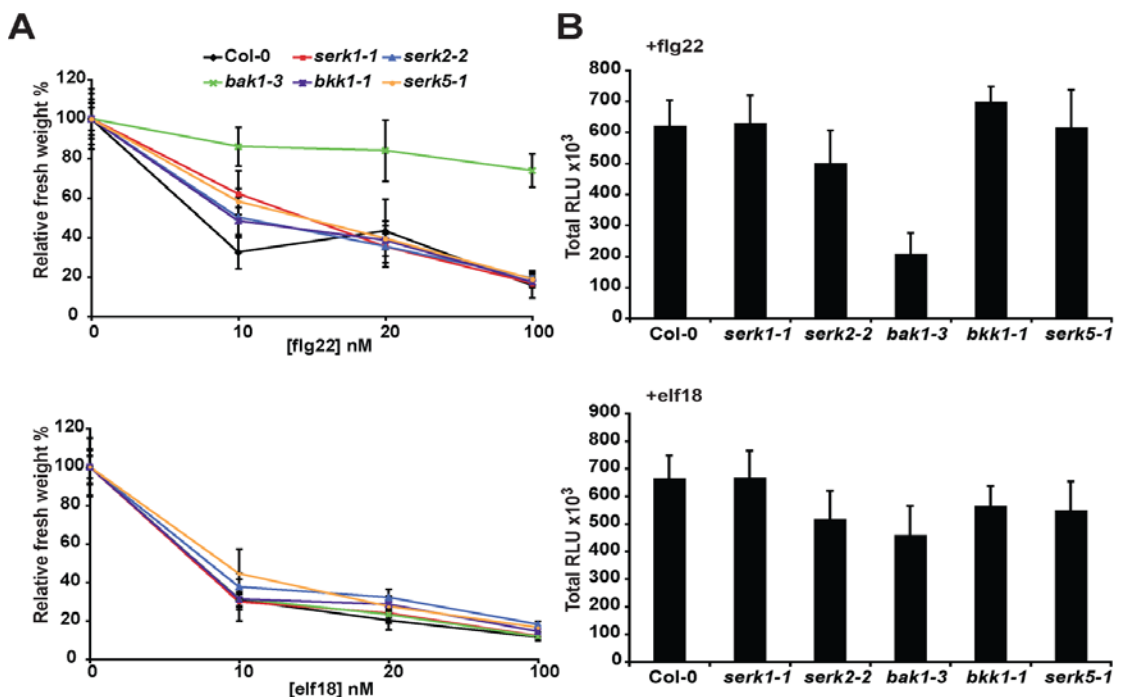 A
Col-0 serk1-1 serk2-2
bak1-3 bkk1-1 serk5-1
Relative fresh weight %
120
100
80
60
40
20
0
0 10 20 100
[flg22] nM
B
+flg22
Total RLU x10³
800
700
600
500
400
300
200
100
0
Col-0 serk1-1 serk2-2 bak1-3 bkk1-1 serk5-1
Relative fresh weight %
120
100
80
60
40
20
0
0 10 20 100
[elf18] nM
+elf18
Total RLU x10³
900
800
700
600
500
400
300
200
100
0
Col-0 serk1-1 serk2-2 bak1-3 bkk1-1 serk5-1